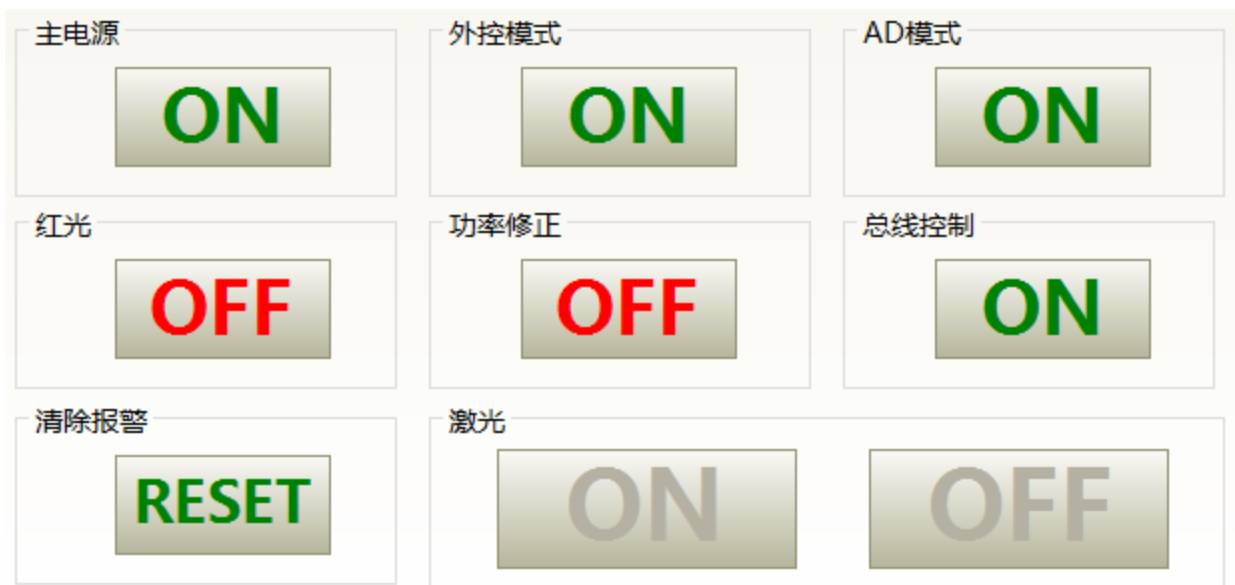 主电源
外控模式
AD模式
ON
ON
ON
红光
功率修正
总线控制
OFF
OFF
ON
清除报警
激光
RESET
ON
OFF